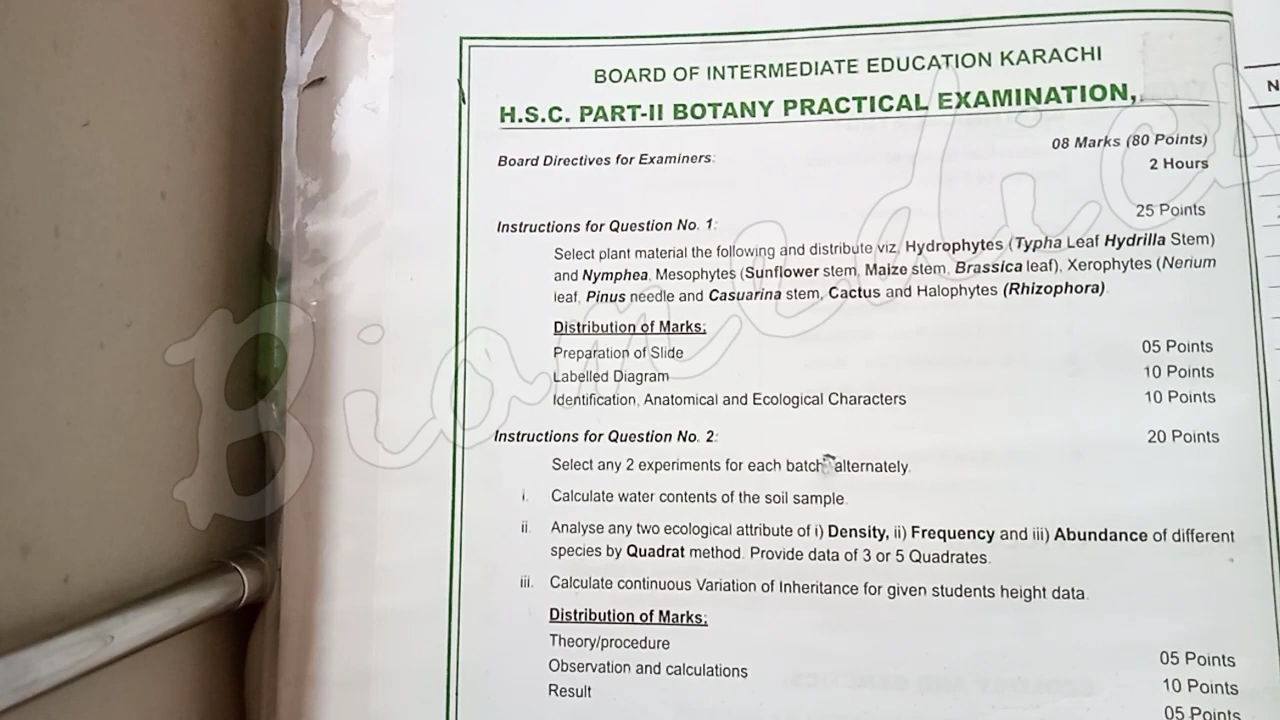 BOARD OF INTERMEDIATE EDUCATION KARACHI
H.S.C. PART-II BOTANY PRACTICAL EXAMINATION,
08 Marks (80 Points)
Board Directives for Examiners:
2 Hours
25 Points
Instructions for Question No. 1:
Select plant material the following and distribute viz. Hydrophytes (Typha Leaf Hydrilla Stem)
and Nymphea, Mesophytes (Sunflower stem, Maize stem, Brassica leaf), Xerophytes (Nerium
leaf, Pinus needle and Casuarina stem, Cactus and Halophytes (Rhizophora).
Distribution of Marks:
Preparation of Slide 05 Points
Labelled Diagram 10 Points
Identification, Anatomical and Ecological Characters 10 Points
Instructions for Question No. 2: 20 Points
Select any 2 experiments for each batch alternately.
i. Calculate water contents of the soil sample.
ii. Analyse any two ecological attribute of i) Density, ii) Frequency and iii) Abundance of different
species by Quadrat method. Provide data of 3 or 5 Quadrates.
iii. Calculate continuous Variation of Inheritance for given students height data.
Distribution of Marks:
Theory/procedure 05 Points
Observation and calculations 10 Points
Result 05 Points
N
Biomedics